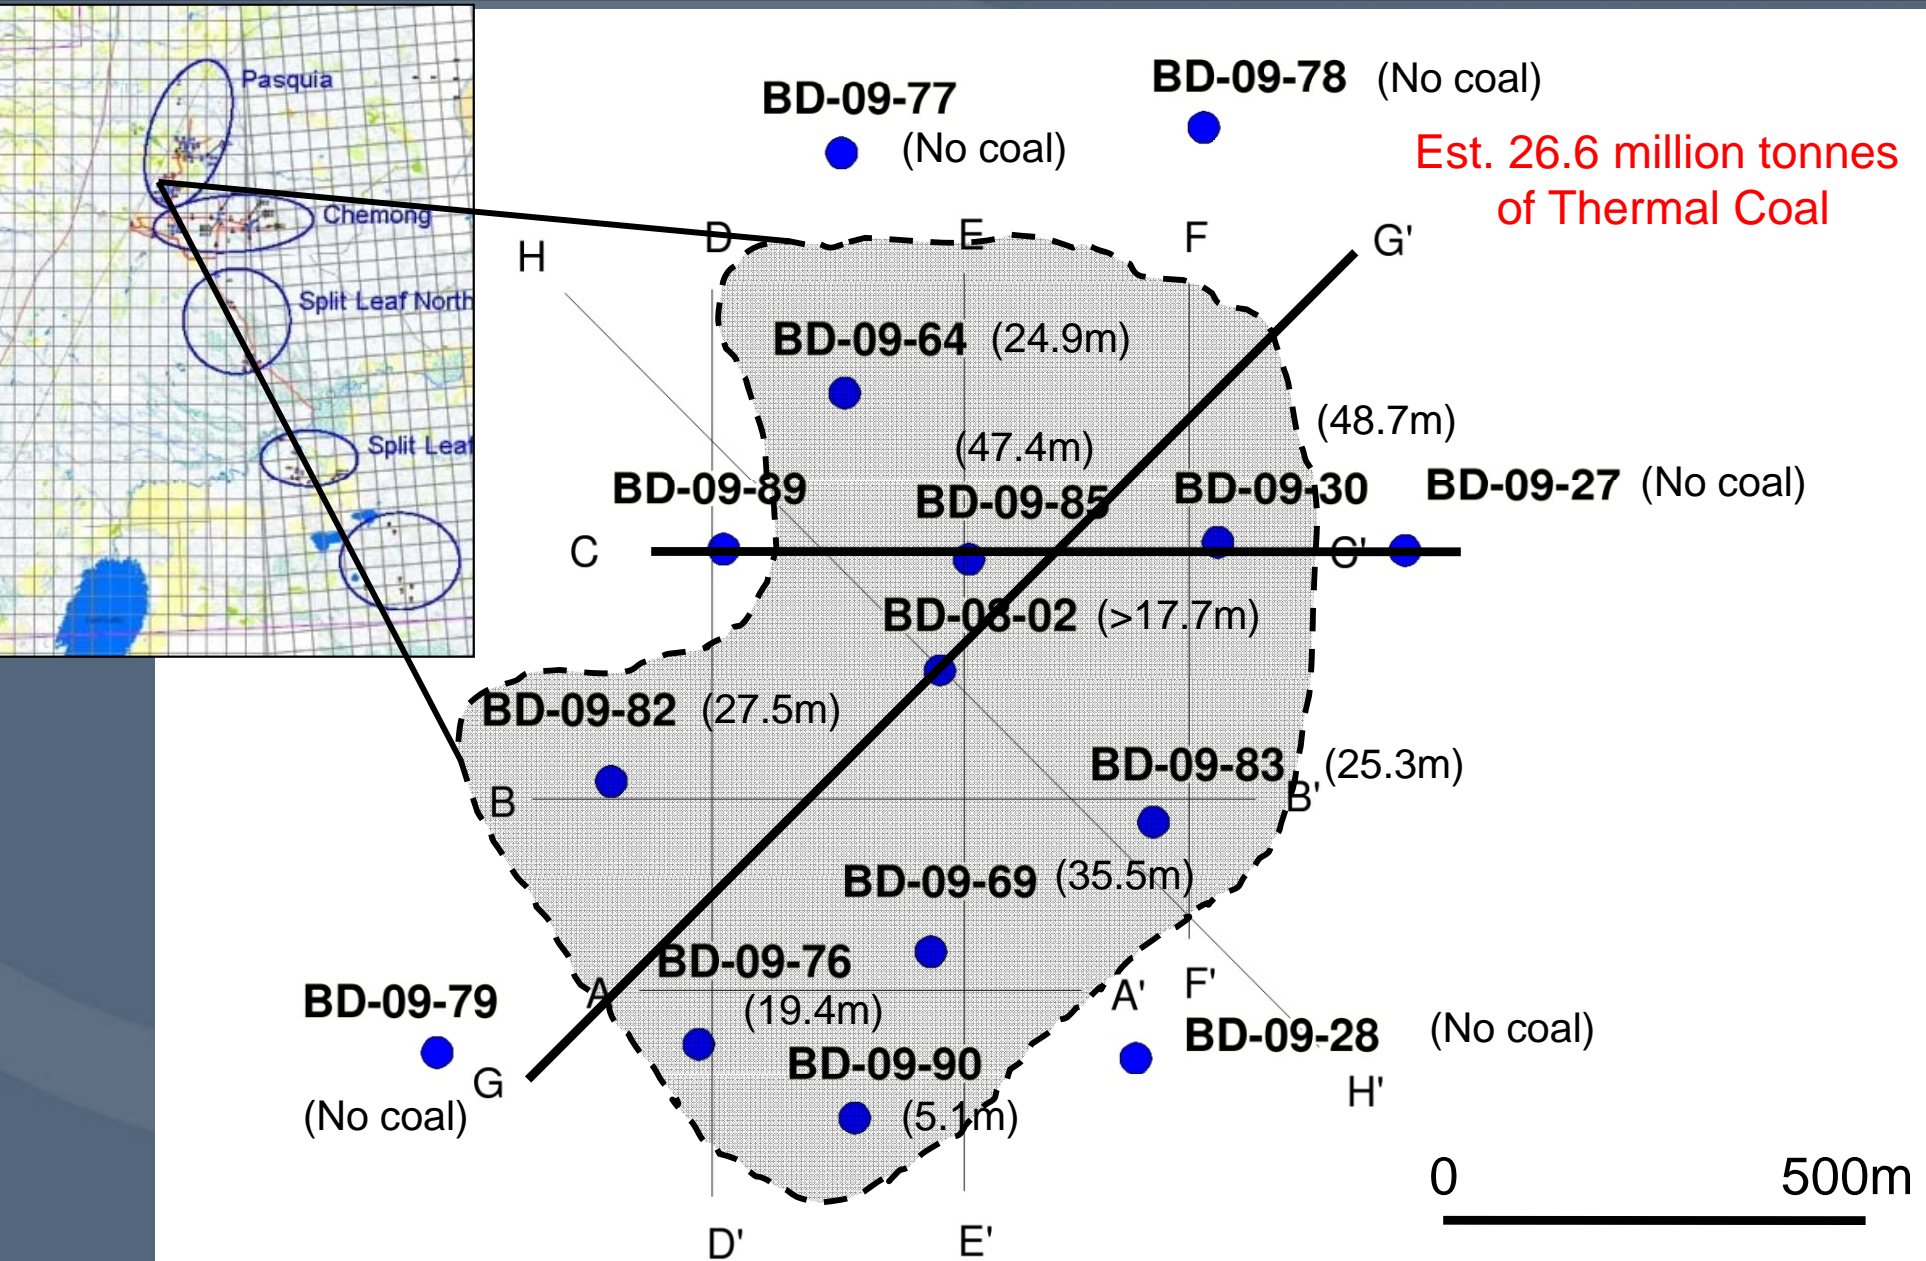 Pasquia
Chemong
Split Leaf North
Split Leaf
BD-09-77
(No coal)
BD-09-78 (No coal)
Est. 26.6 million tonnes
of Thermal Coal
H
D
E
F
G'
BD-09-64 (24.9m)
(47.4m)
(48.7m)
BD-09-89
BD-09-85
BD-09-30
BD-09-27 (No coal)
C
C'
BD-08-02 (>17.7m)
BD-09-82 (27.5m)
BD-09-83 (25.3m)
B
B'
BD-09-69 (35.5m)
BD-09-76
(19.4m)
A
A'
F'
BD-09-79
(No coal)
G
BD-09-28 (No coal)
BD-09-90
(5.1m)
H'
D'
E'
0 500m